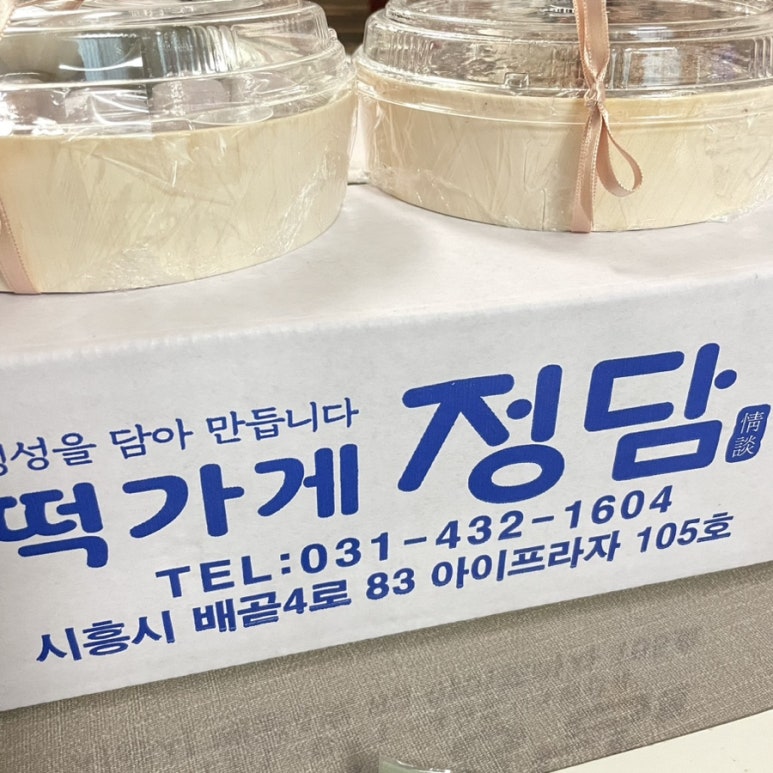 정성을 담아 만듭니다
떡가게 정담
情談
TEL:031-432-1604
시흥시 배곧4로 83 아이프라자 105호